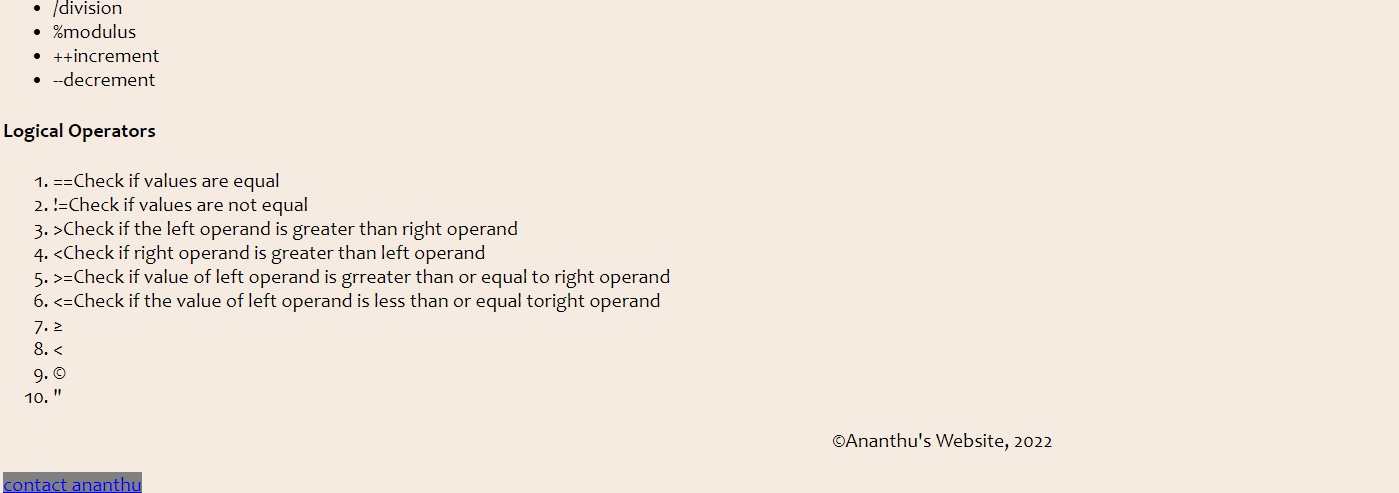 • /division
• %modulus
• ++increment
• --decrement
Logical Operators
1. ==Check if values are equal
2. !=Check if values are not equal
3. >Check if the left operand is greater than right operand
4. <Check if right operand is greater than left operand
5. >=Check if value of left operand is grreater than or equal to right operand
6. <=Check if the value of left operand is less than or equal toright operand
7. ≥
8. <
9. ©
10. "
©Ananthu's Website, 2022
contact ananthu